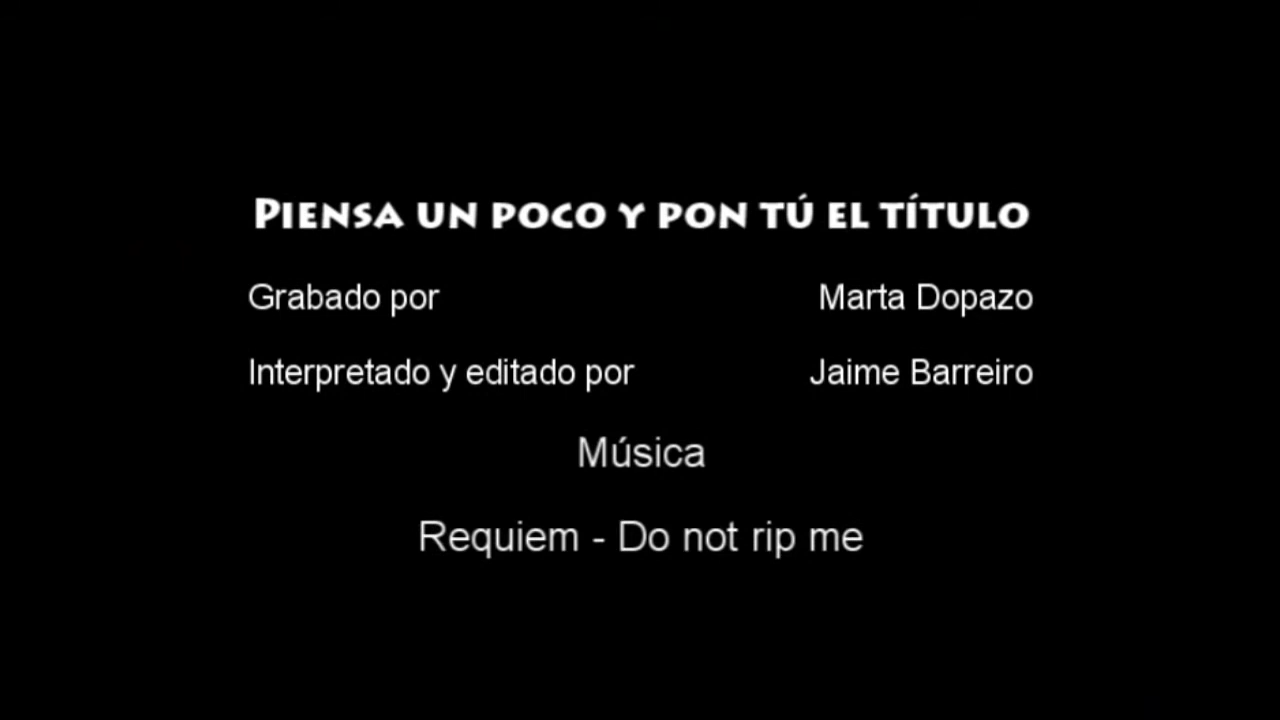 PIENSA UN POCO Y PON TÚ EL TÍTULO
Grabado por Marta Dopazo
Interpretado y editado por Jaime Barreiro
Música
Requiem - Do not rip me